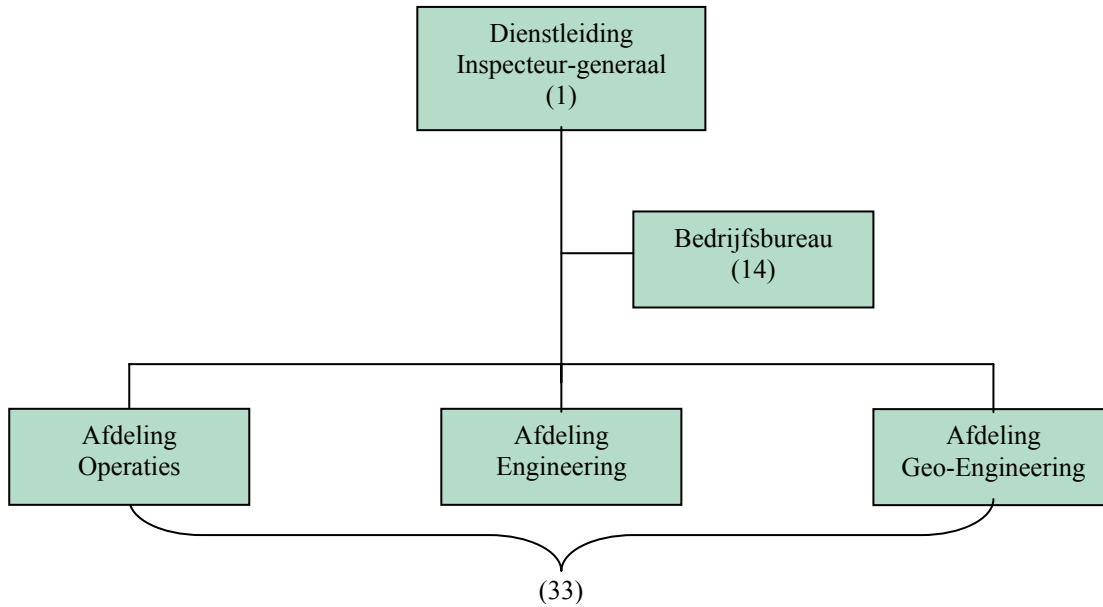 Dienstleiding
Inspecteur-generaal
(1)
Bedrijfsbureau
(14)
Afdeling
Operaties
Afdeling
Engineering
Afdeling
Geo-Engineering
(33)